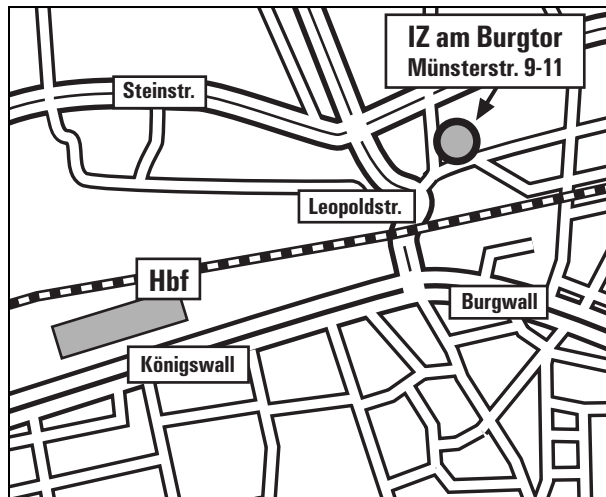 IZ am Burgtor
Münsterstr. 9-11
Steinstr.
Leopoldstr.
Hbf
Burgwall
Königswall